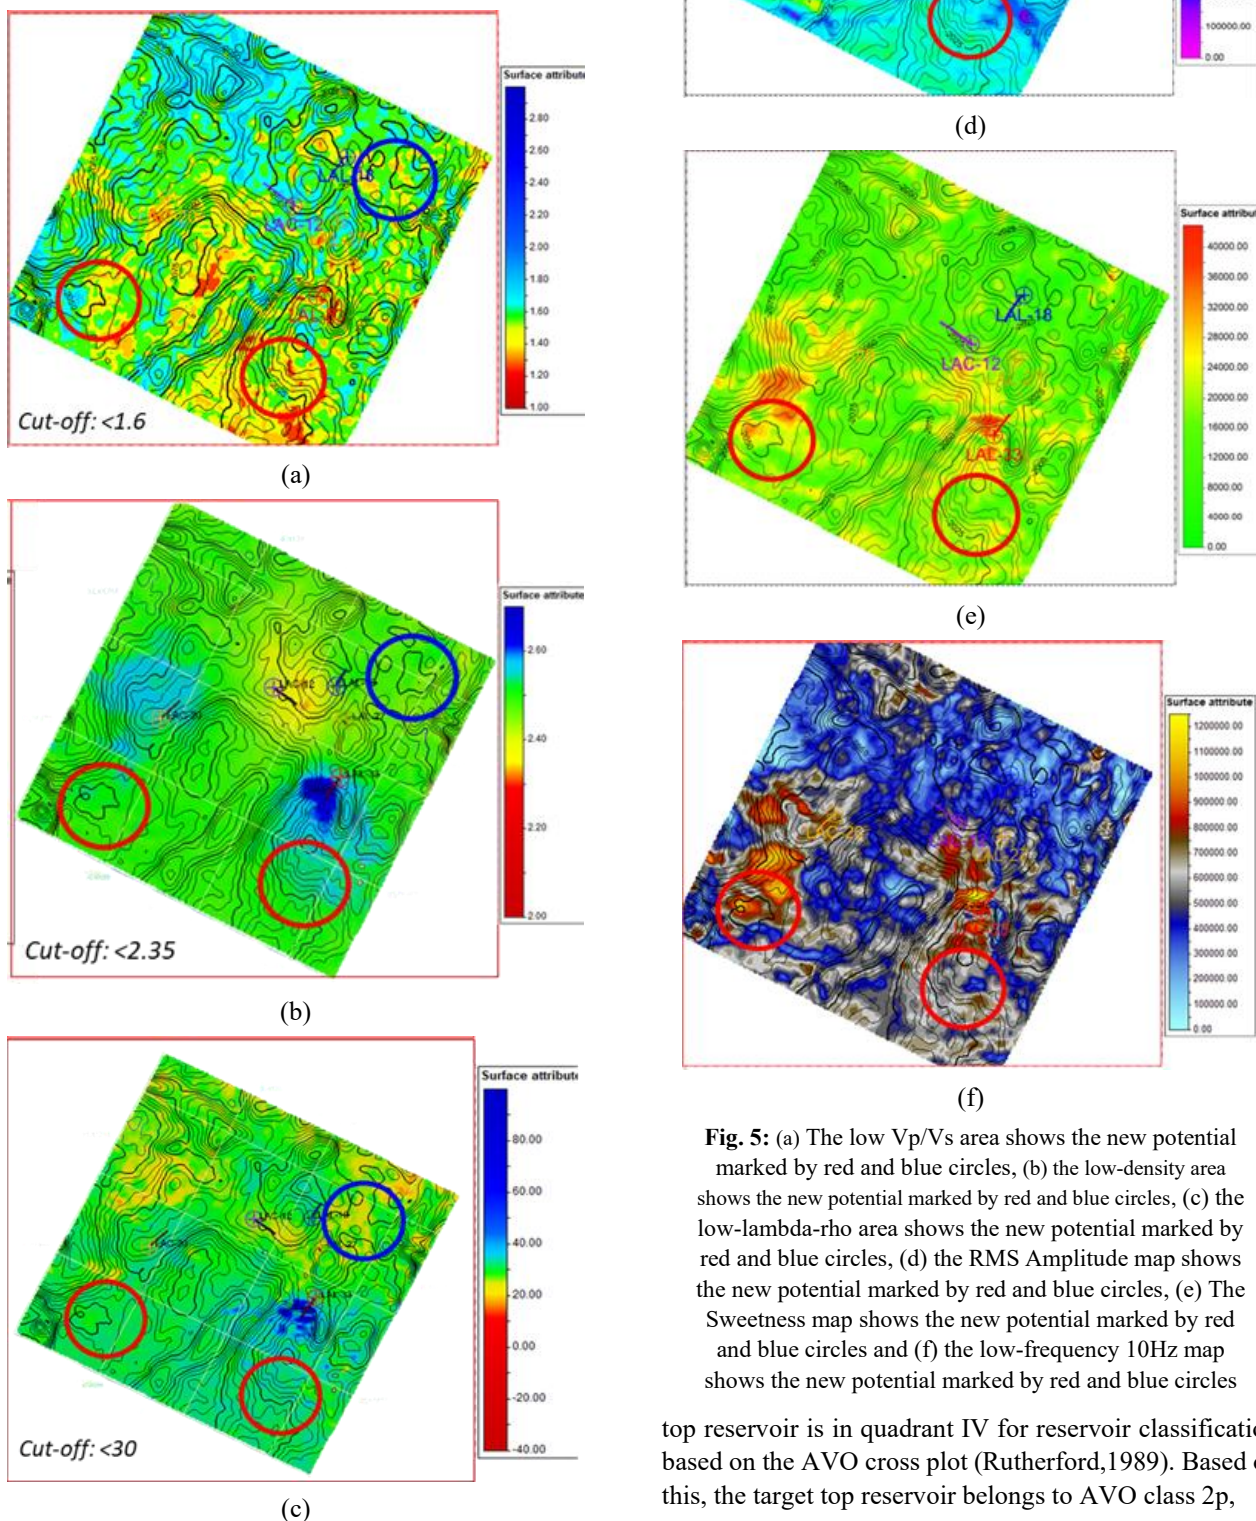 Surface attribute
2.80
2.60
2.40
2.20
2.00
1.80
1.60
1.40
1.20
1.00
LAL-18
LAC-12
Cut-off: <1.6
(a)
Surface attribute
2.60
2.40
2.20
2.00
LAC-12
Cut-off: <2.35
(b)
Surface attribute
80.00
60.00
40.00
20.00
0.00
-20.00
-40.00
Cut-off: <30
(c)
100000.00
0.00
(d)
Surface attribute
40000.00
36000.00
32000.00
28000.00
24000.00
20000.00
16000.00
12000.00
8000.00
4000.00
0.00
LAL-18
LAC-12
LAL-33
(e)
Surface attribute
1200000.00
1100000.00
1000000.00
900000.00
800000.00
700000.00
600000.00
500000.00
400000.00
300000.00
200000.00
100000.00
0.00
(f)
Fig. 5: (a) The low Vp/Vs area shows the new potential
marked by red and blue circles, (b) the low-density area
shows the new potential marked by red and blue circles, (c) the
low-lambda-rho area shows the new potential marked by
red and blue circles, (d) the RMS Amplitude map shows
the new potential marked by red and blue circles, (e) The
Sweetness map shows the new potential marked by red
and blue circles and (f) the low-frequency 10Hz map
shows the new potential marked by red and blue circles
top reservoir is in quadrant IV for reservoir classificatio
based on the AVO cross plot (Rutherford,1989). Based o
this, the target top reservoir belongs to AVO class 2p,